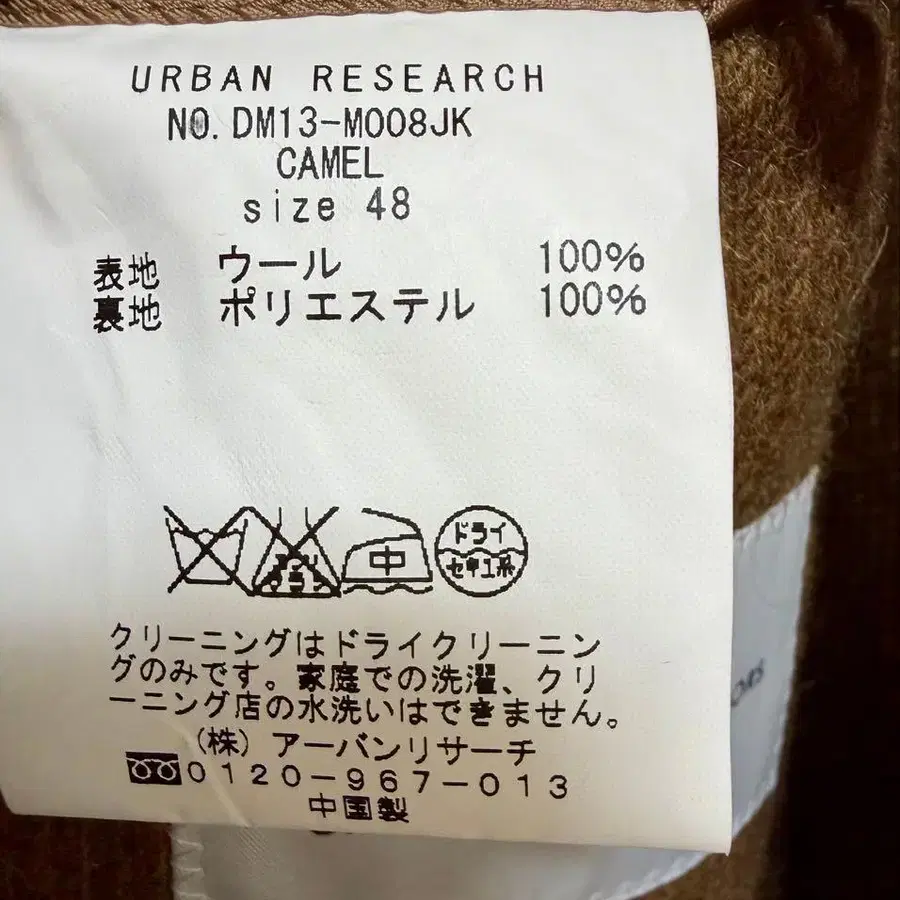 URBAN RESEARCH
NO.DM13-M008JK
CAMEL
size 48
表地 ウール 100%
裏地 ポリエステル 100%
中
ドライ
セキユ系
クリーニングはドライクリーニン
グのみです。家庭での洗濯、クリ
ーニング店の水洗いはできません。
(株)アーバンリサーチ
0120-967-013
中国製